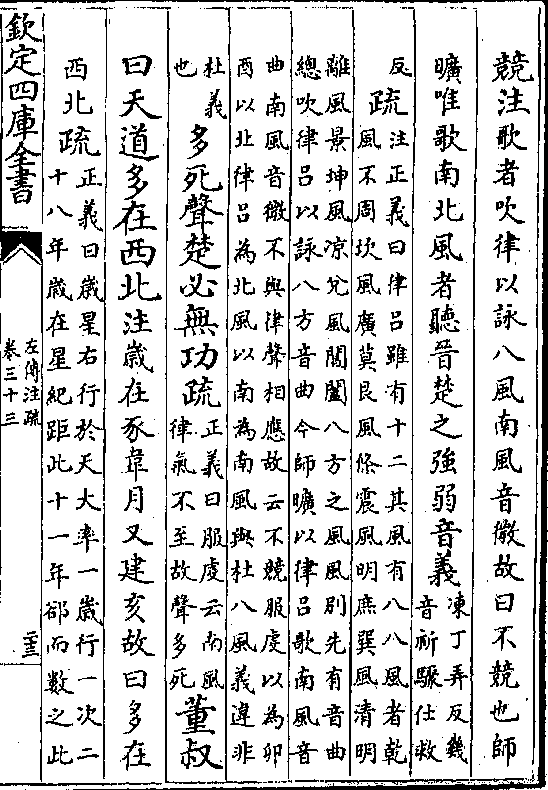 競注歌者吹律以詠八風南風音微故曰不競也師
曠唯歌南北風者聽晉楚之強弱音義
凍丁弄反幾
音祈驟仕救
反
疏
注正義曰律呂雖有十二其風有八八風者乾
風不周坎風廣莫艮風條震風明庶巽風清明
離風景坤風凉兌風閶闔八方之風風別先有音曲
總吹律呂以詠八方音曲今師曠以律呂歌南風音
曲南風音微不與律聲相應故云不競服虔以為卯
酉以北律呂為北風以南為南風與杜八風義違非
杜義
也
多死聲楚必無功疏
正義曰服虔云南風
律氣不至故聲多死
董叔
曰天道多在西北注歲在豕韋月又建亥故曰多在
西北疏
正義曰歲星右行於天大率一歲行一次二
十八年歲在星紀距此十一年郤而數之此
欽定四庫全書
左傳注疏
卷三十三